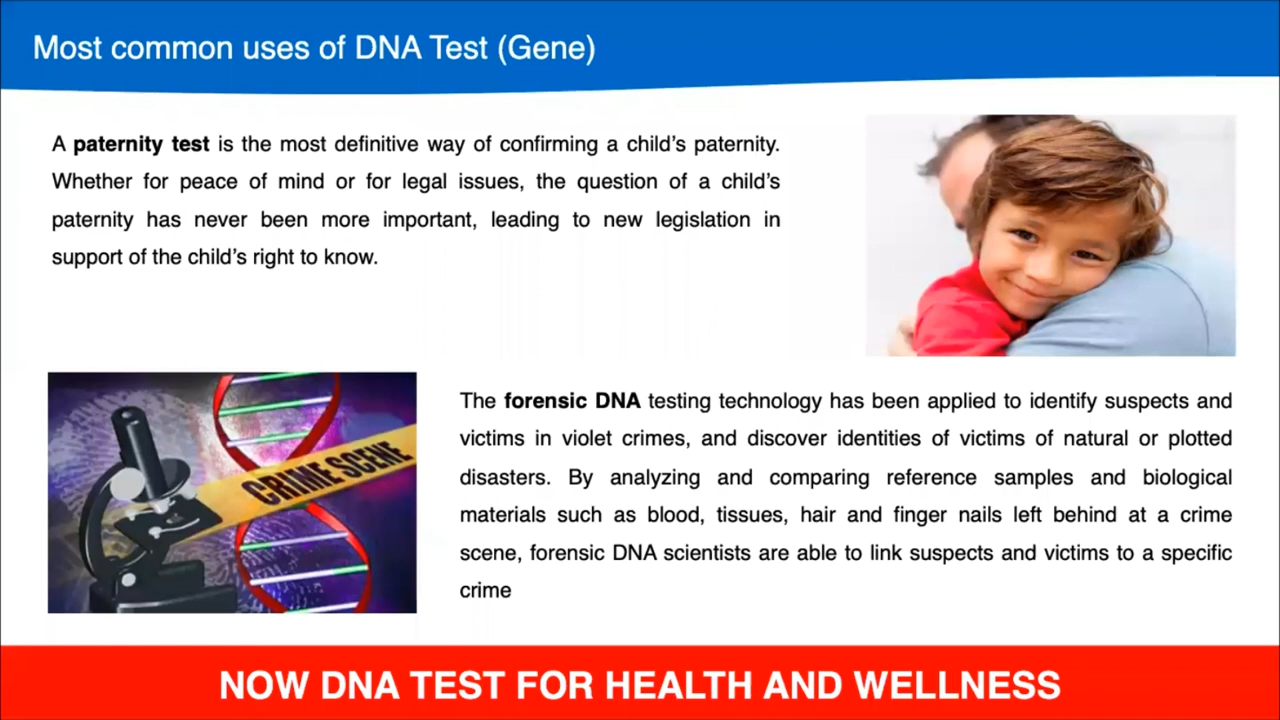 Most common uses of DNA Test (Gene)
A paternity test is the most definitive way of confirming a child's paternity.
Whether for peace of mind or for legal issues, the question of a child's
paternity has never been more important, leading to new legislation in
support of the child's right to know.
CRIME SCENE
The forensic DNA testing technology has been applied to identify suspects and
victims in violet crimes, and discover identities of victims of natural or plotted
disasters. By analyzing and comparing reference samples and biological
materials such as blood, tissues, hair and finger nails left behind at a crime
scene, forensic DNA scientists are able to link suspects and victims to a specific
crime
NOW DNA TEST FOR HEALTH AND WELLNESS